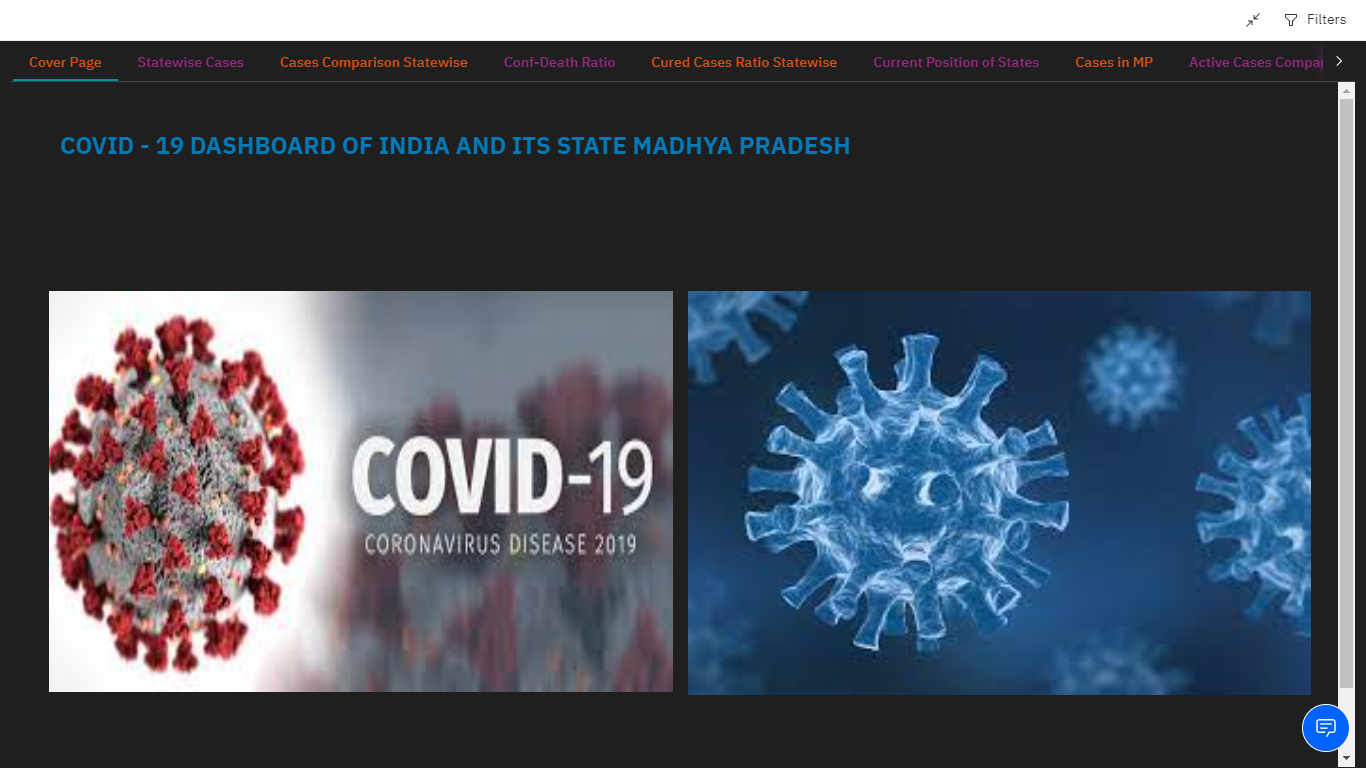 Filters
Cover Page
Statewise Cases
Cases Comparison Statewise
Conf-Death Ratio
Cured Cases Ratio Statewise
Current Position of States
Cases in MP
Active Cases
COVID - 19 DASHBOARD OF INDIA AND ITS STATE MADHYA PRADESH
COVID-19
CORONAVIRUS DISEASE 2019